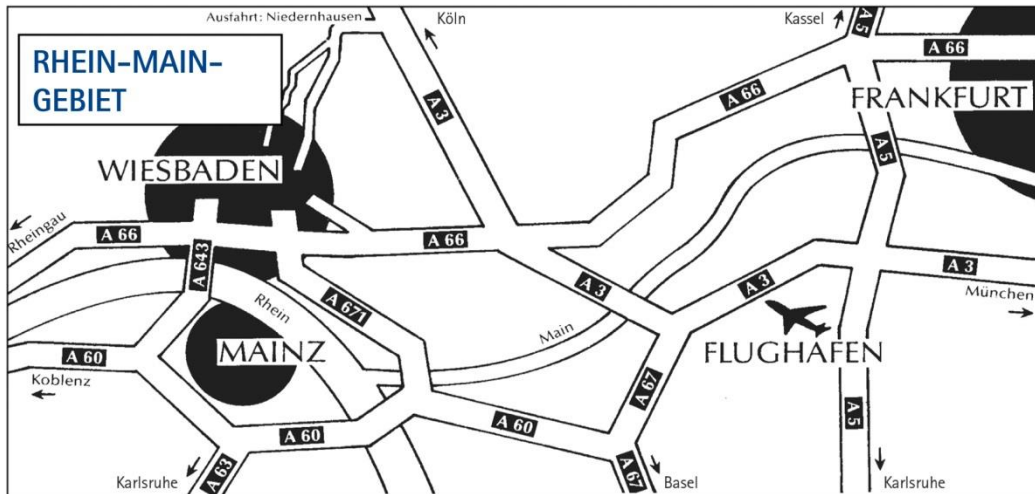 Ausfahrt: Niedernhausen
Köln
Kassel
A 5
A 66
RHEIN-MAIN-
GEBIET
A 3
A 66
FRANKFURT
A 5
WIESBADEN
Rheingau
A 66
A 643
A 66
A 3
A 3
A 3
München
Rhein
A 671
Main
FLUGHAFEN
MAINZ
A 60
Koblenz
A 67
A 5
A 60
A 60
Karlsruhe
A 63
A 67
Basel
Karlsruhe